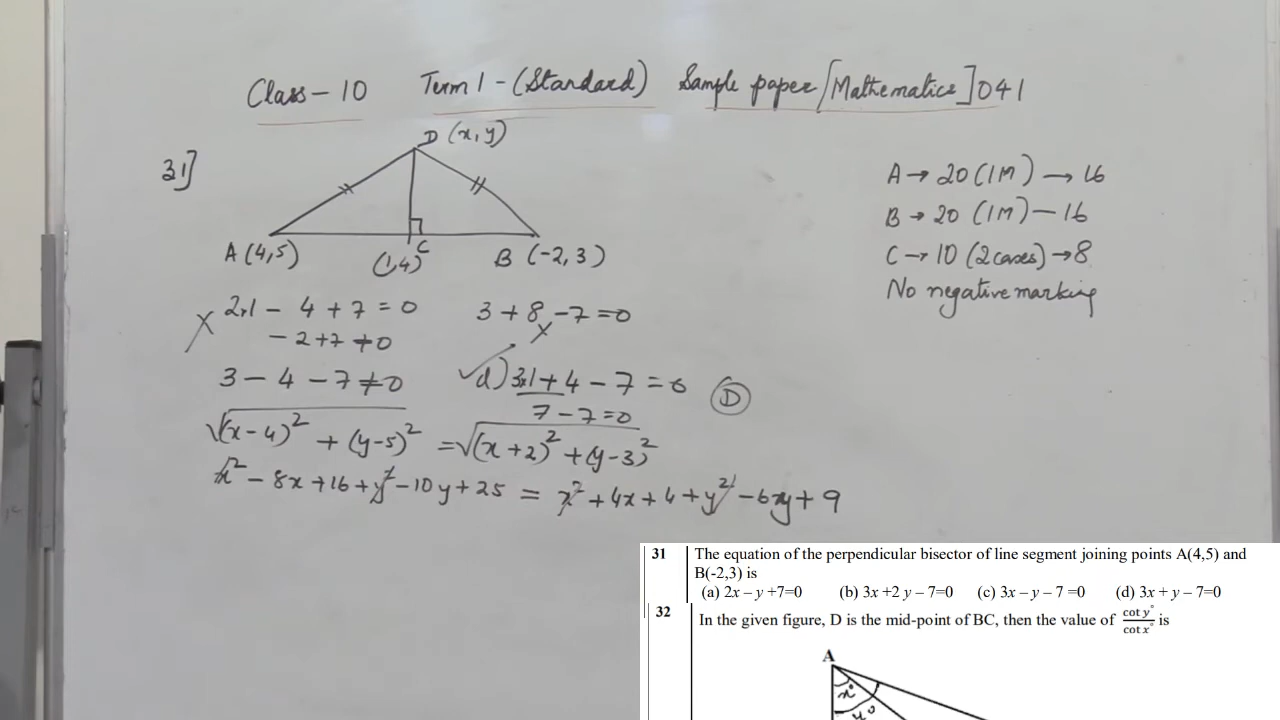 Class - 10 Term 1 - (Standard) Sample paper [Mathematics] 041
31]
D (x, y)
A (4,5)
C
(1,4)
B (-2, 3)
A → 20 (1M) → 16
B → 20 (1M) - 16
C → 10 (2 cases) → 8
No negative marking
2x1 - 4 + 7 = 0
- 2 + 7 ≠ 0
3 + 8 - 7 = 0
3 - 4 - 7 ≠ 0
d) 3x1 + 4 - 7 = 0 D
7 - 7 = 0
√(x - 4)² + (y - 5)² = √(x + 2)² + (y - 3)²
x² - 8x + 16 + y² - 10y + 25 = x² + 4x + 4 + y² - 6y + 9
31 The equation of the perpendicular bisector of line segment joining points A(4,5) and
B(-2,3) is
(a) 2x – y +7=0 (b) 3x +2 y – 7=0 (c) 3x – y – 7 =0 (d) 3x + y – 7=0
32 In the given figure, D is the mid-point of BC, then the value of cot y° / cot x° is
A
x°
y°